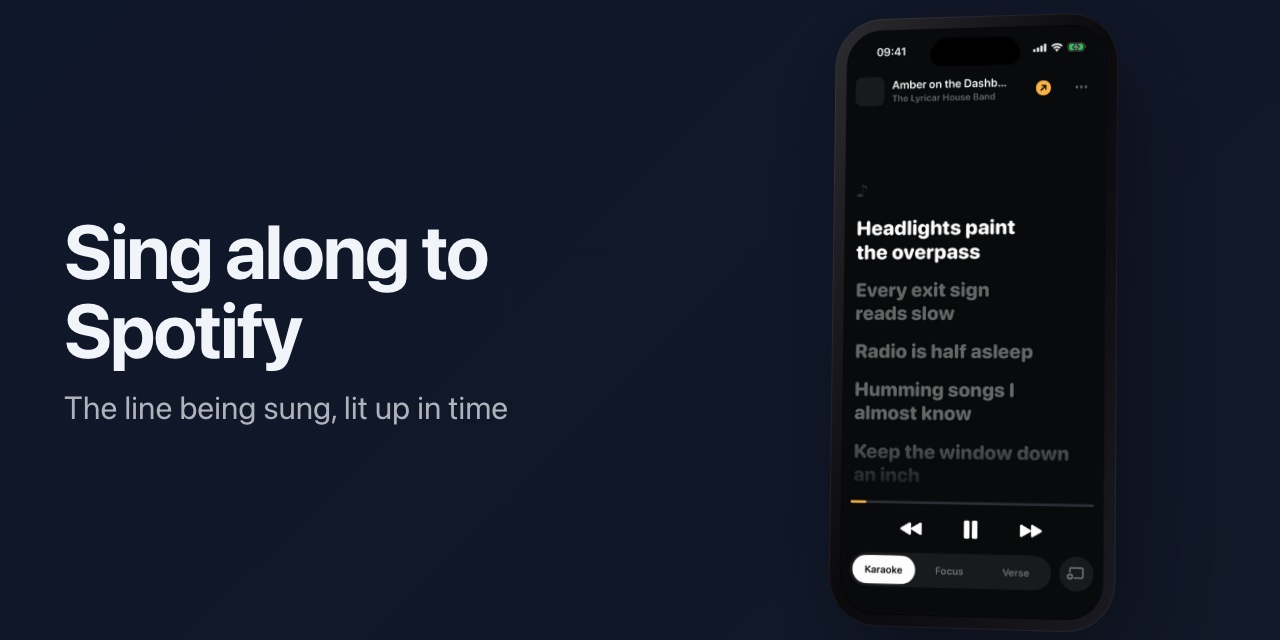 Sing along to
Spotify
The line being sung, lit up in time
09:41
Amber on the Dashb...
The Lyricar House Band
Headlights paint
the overpass
Every exit sign
reads slow
Radio is half asleep
Humming songs I
almost know
Keep the window down
an inch
Karaoke
Focus
Verse